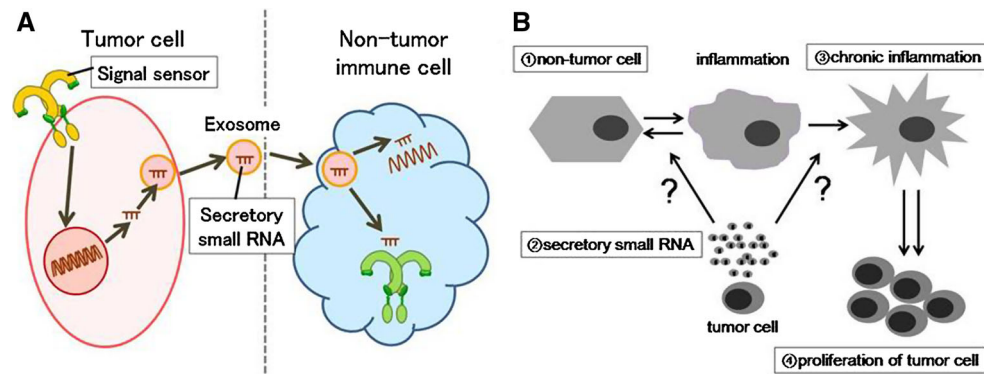 A
Tumor cell
Signal sensor
Non-tumor
immune cell
Exosome
Secretory
small RNA
B
①non-tumor cell
inflammation
③chronic inflammation
?
?
②secretory small RNA
tumor cell
④proliferation of tumor cell